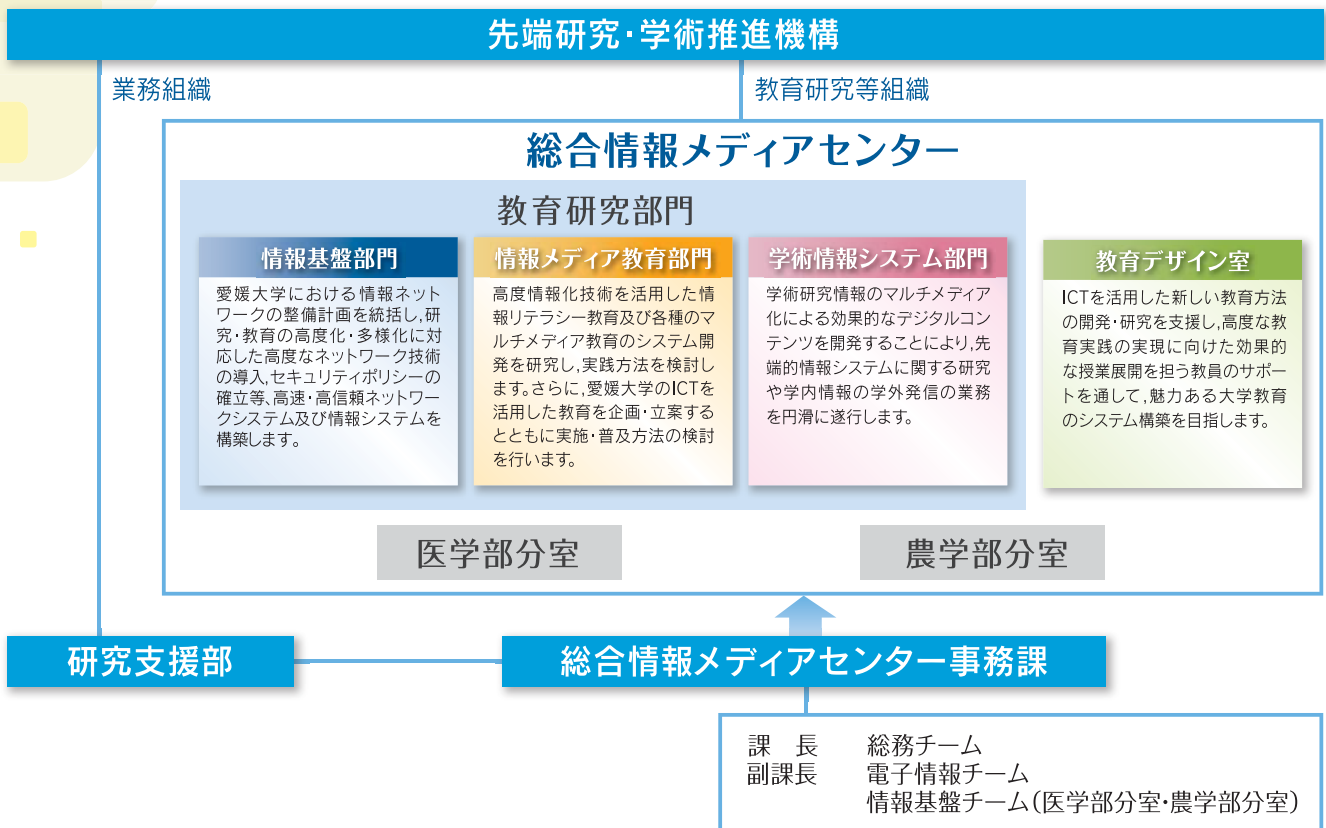 先端研究・学術推進機構
業務組織
教育研究等組織
総合情報メディアセンター
教育研究部門
情報基盤部門
愛媛大学における情報ネット
ワークの整備計画を統括し,研
究・教育の高度化・多様化に対
応した高度なネットワーク技術
の導入,セキュリティポリシーの
確立等、高速・高信頼ネットワー
クシステム及び情報システムを
構築します。
情報メディア教育部門
高度情報化技術を活用した情
報リテラシー教育及び各種のマ
ルチメディア教育のシステム開
発を研究し,実践方法を検討し
ます。さらに,愛媛大学のICTを
活用した教育を企画・立案する
とともに実施・普及方法の検討
を行います。
学術情報システム部門
学術研究情報のマルチメディア
化による効果的なデジタルコン
テンツを開発することにより,先
端的情報システムに関する研究
や学内情報の学外発信の業務
を円滑に遂行します。
教育デザイン室
ICTを活用した新しい教育方法
の開発・研究を支援し,高度な教
育実践の実現に向けた効果的
な授業展開を担う教員のサポー
トを通して,魅力ある大学教育
のシステム構築を目指します。
医学部分室
農学部分室
研究支援部
総合情報メディアセンター事務課
課　長　総務チーム
副課長　電子情報チーム
情報基盤チーム(医学部分室・農学部分室)